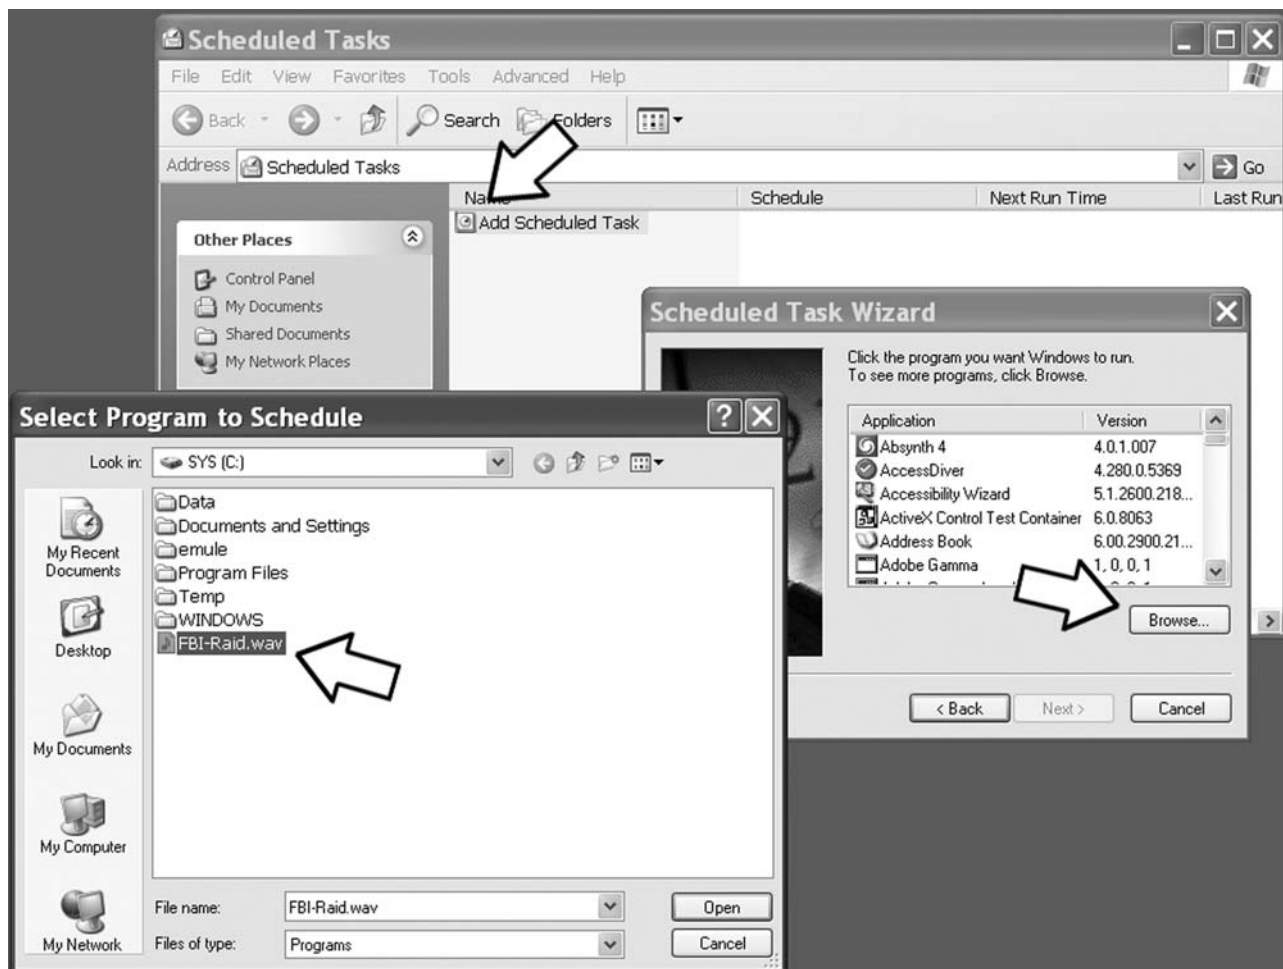 Scheduled Tasks
File Edit View Favorites Tools Advanced Help
Back Search Folders
Address Scheduled Tasks Go
Name Schedule Next Run Time Last Run
Add Scheduled Task
Other Places
Control Panel
My Documents
Shared Documents
My Network Places
Scheduled Task Wizard
Click the program you want Windows to run.
To see more programs, click Browse.
Application Version
Absynth 4 4.0.1.007
AccessDiver 4.280.0.5369
Accessibility Wizard 5.1.2600.218...
ActiveX Control Test Container 6.0.8063
Address Book 6.00.2900.21...
Adobe Gamma 1, 0, 0, 1
Browse...
< Back Next > Cancel
Select Program to Schedule
Look in: SYS (C:)
My Recent
Documents
Desktop
My Documents
My Computer
My Network
Data
Documents and Settings
emule
Program Files
Temp
WINDOWS
FBI-Raid.wav
File name: FBI-Raid.wav Open
Files of type: Programs Cancel